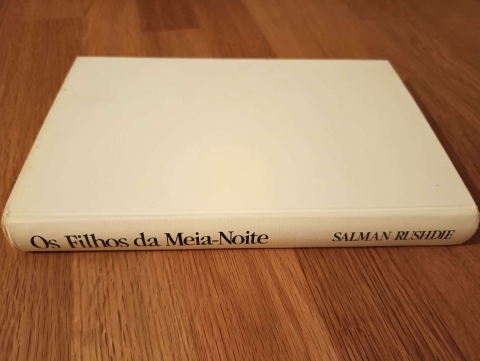 Os Filhos da Meia-Noite SALMAN RUSHDIE